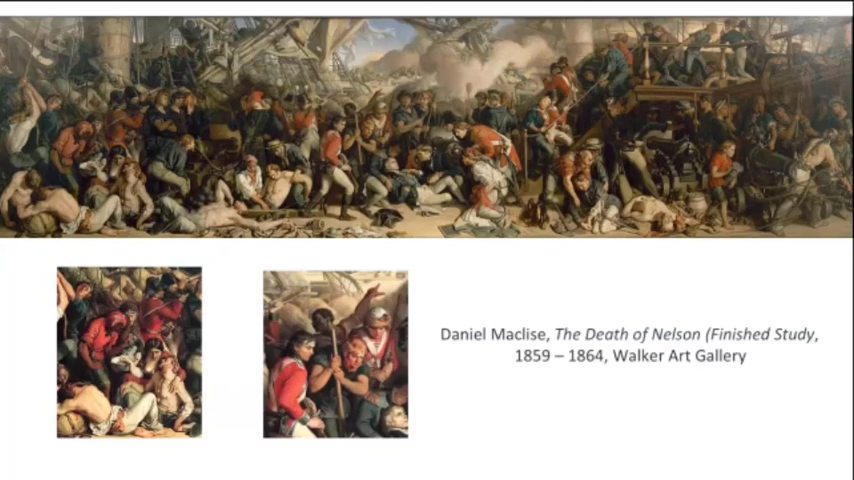 Daniel Maclise, The Death of Nelson (Finished Study,
1859 – 1864, Walker Art Gallery